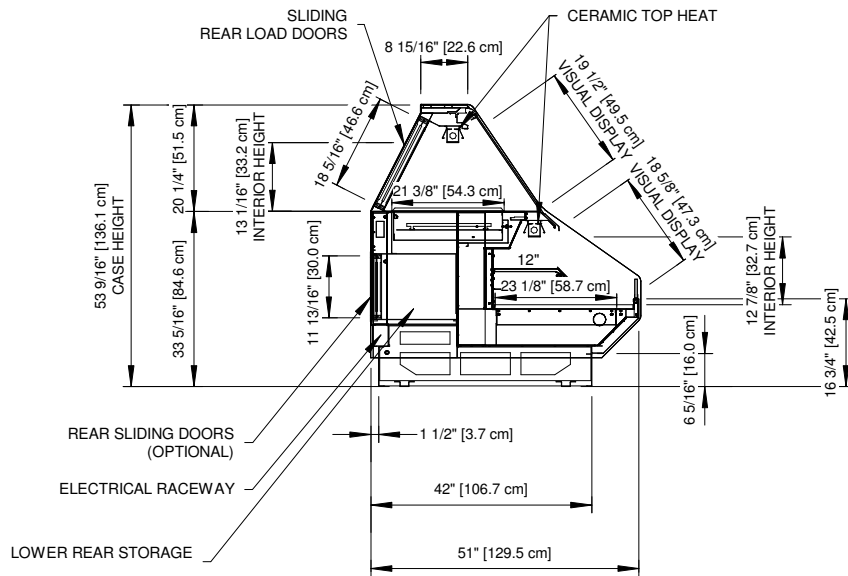 SLIDING
REAR LOAD DOORS
CERAMIC TOP HEAT
8 15/16" [22.6 cm]
19 1/2" [49.5 cm]
VISUAL DISPLAY
18 5/8" [47.3 cm]
VISUAL DISPLAY
18 5/16" [46.6 cm]
53 9/16" [136.1 cm]
CASE HEIGHT
20 1/4" [51.5 cm]
13 1/16" [33.2 cm]
INTERIOR HEIGHT
21 3/8" [54.3 cm]
33 5/16" [84.6 cm]
11 13/16" [30.0 cm]
12"
23 1/8" [58.7 cm]
12 7/8" [32.7 cm]
INTERIOR HEIGHT
16 3/4" [42.5 cm]
6 5/16" [16.0 cm]
REAR SLIDING DOORS
(OPTIONAL)
1 1/2" [3.7 cm]
ELECTRICAL RACEWAY
42" [106.7 cm]
LOWER REAR STORAGE
51" [129.5 cm]